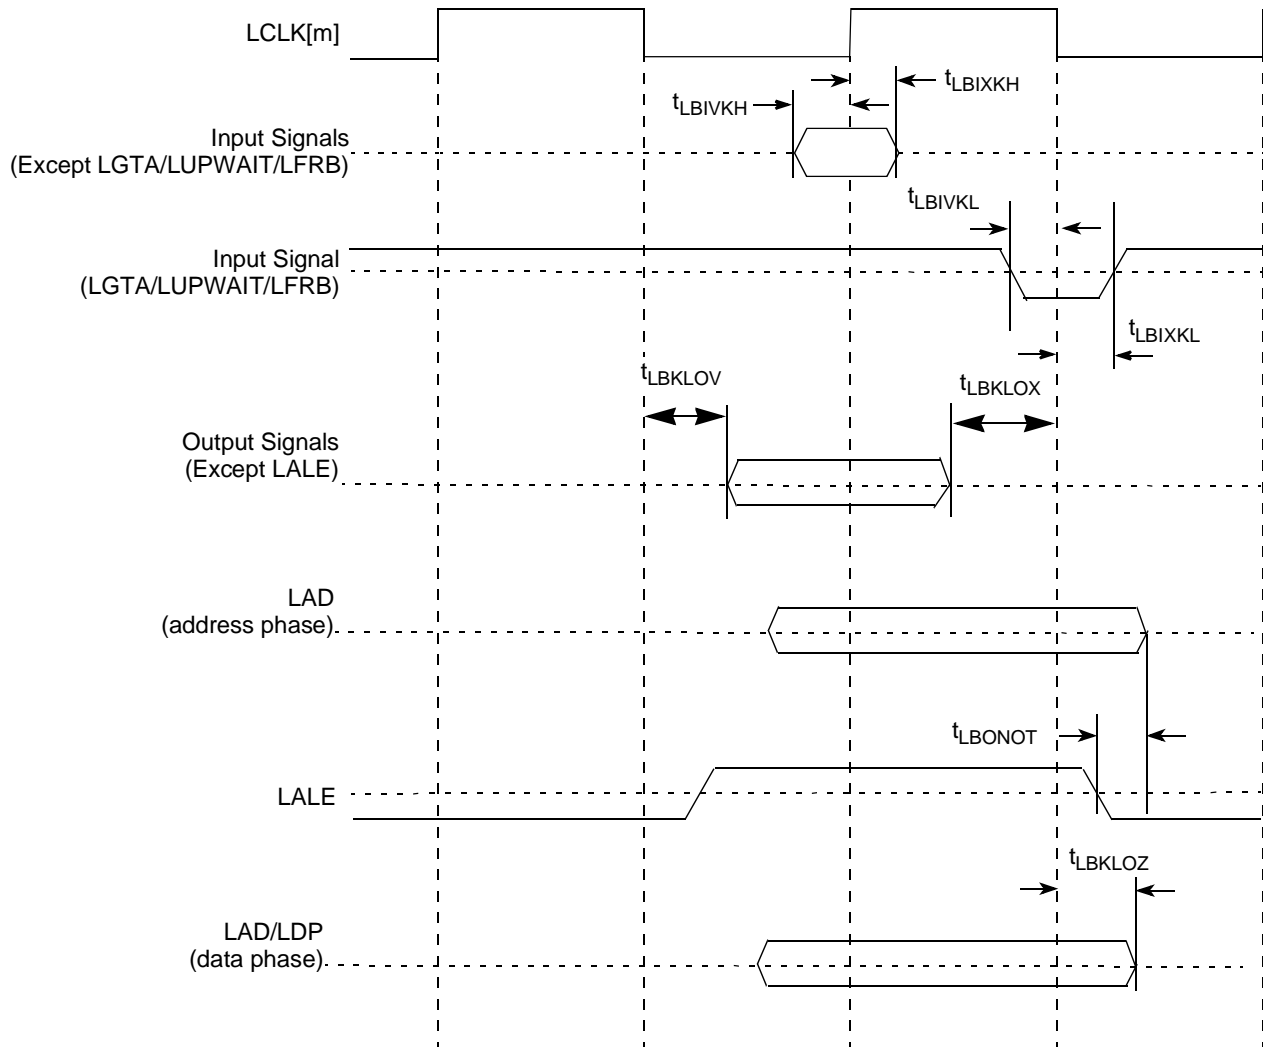 LCLK[m]
tLBIXKH
tLBIVKH
Input Signals
(Except LGTA/LUPWAIT/LFRB)
tLBIVKL
Input Signal
(LGTA/LUPWAIT/LFRB)
tLBIXKL
tLBKLOV
tLBKLOX
Output Signals
(Except LALE)
LAD
(address phase)
tLBONOT
LALE
tLBKLOZ
LAD/LDP
(data phase)